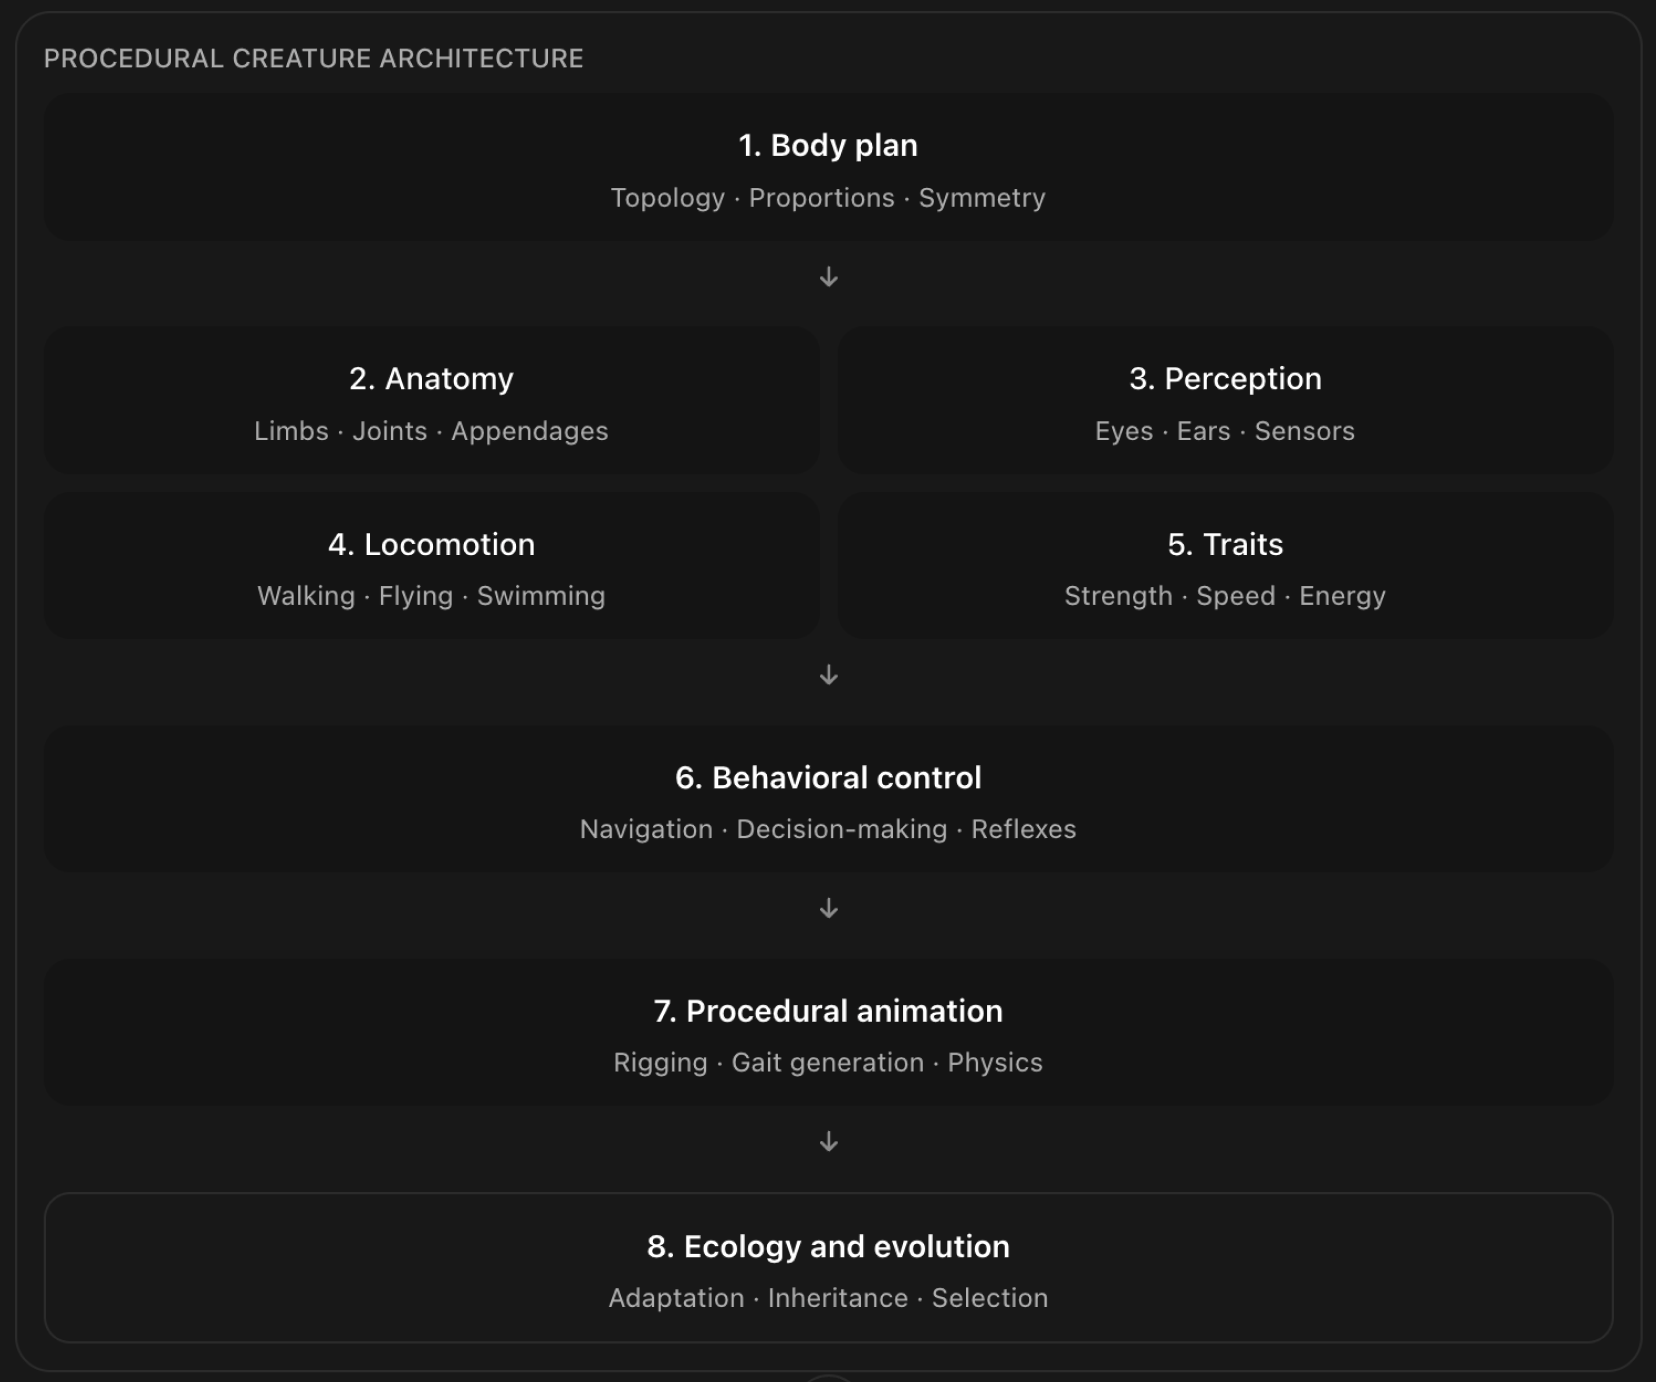 PROCEDURAL CREATURE ARCHITECTURE
1. Body plan
Topology · Proportions · Symmetry
2. Anatomy
Limbs · Joints · Appendages
3. Perception
Eyes · Ears · Sensors
4. Locomotion
Walking · Flying · Swimming
5. Traits
Strength · Speed · Energy
6. Behavioral control
Navigation · Decision-making · Reflexes
7. Procedural animation
Rigging · Gait generation · Physics
8. Ecology and evolution
Adaptation · Inheritance · Selection